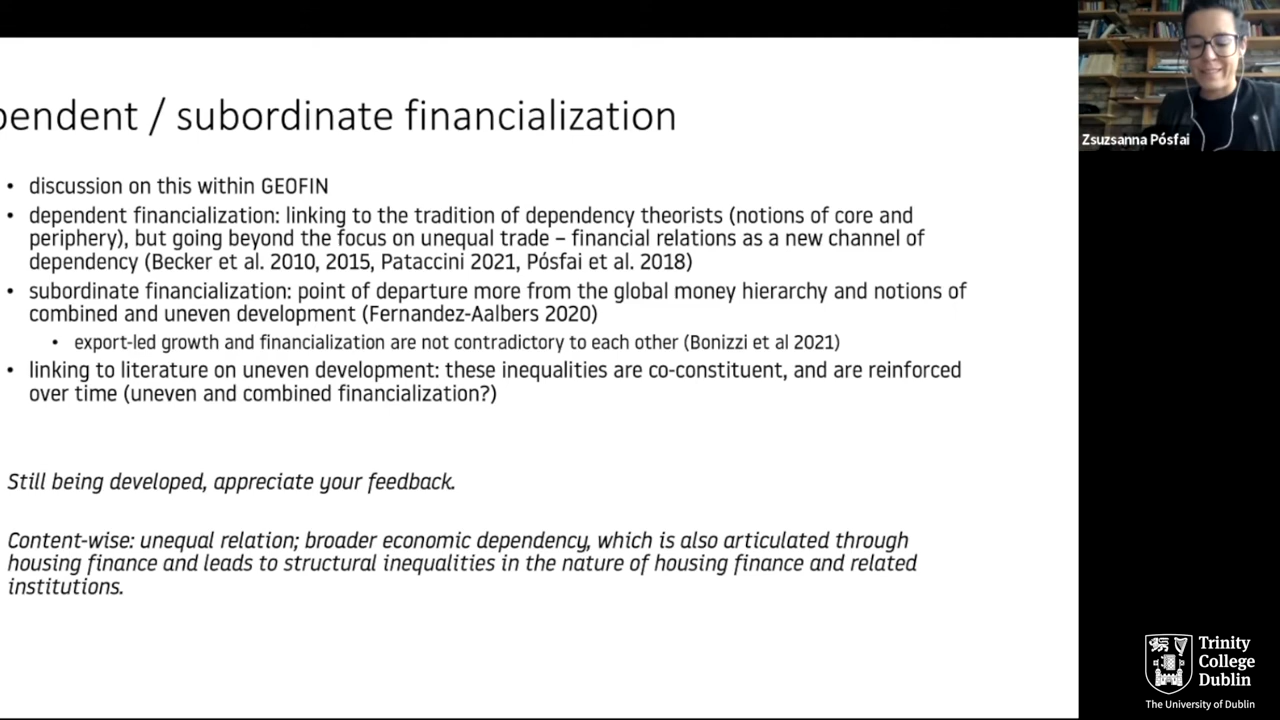 pendent / subordinate financialization
• discussion on this within GEOFIN
• dependent financialization: linking to the tradition of dependency theorists (notions of core and
periphery), but going beyond the focus on unequal trade – financial relations as a new channel of
dependency (Becker et al. 2010, 2015, Pataccini 2021, Pósfai et al. 2018)
• subordinate financialization: point of departure more from the global money hierarchy and notions of
combined and uneven development (Fernandez-Aalbers 2020)
• export-led growth and financialization are not contradictory to each other (Bonizzi et al 2021)
• linking to literature on uneven development: these inequalities are co-constituent, and are reinforced
over time (uneven and combined financialization?)
Still being developed, appreciate your feedback.
Content-wise: unequal relation; broader economic dependency, which is also articulated through
housing finance and leads to structural inequalities in the nature of housing finance and related
institutions.
Zsuzsanna Pósfai
Trinity
College
Dublin
The University of Dublin